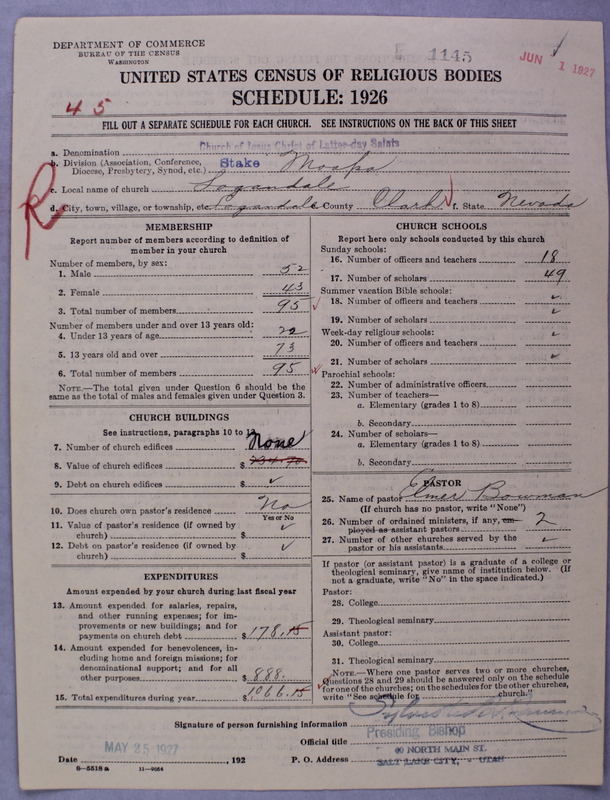 DEPARTMENT OF COMMERCE
BUREAU OF THE CENSUS
WASHINGTON
1145
JUN 1 1927
UNITED STATES CENSUS OF RELIGIOUS BODIES
SCHEDULE: 1926
45
FILL OUT A SEPARATE SCHEDULE FOR EACH CHURCH. SEE INSTRUCTIONS ON THE BACK OF THIS SHEET
a. Denomination Church of Jesus Christ of Latter-day Saints
b. Division (Association, Conference, Diocese, Presbytery, Synod, etc.) Stake Moapa
c. Local name of church Logandale
R
d. City, town, village, or township, etc. Logandale e. County Clark f. State Nevada
MEMBERSHIP
Report number of members according to definition of
member in your church
Number of members, by sex:
1. Male 52
2. Female 43
3. Total number of members 95
Number of members under and over 13 years old:
4. Under 13 years of age 22
5. 13 years old and over 73
6. Total number of members 95
NOTE.—The total given under Question 6 should be the
same as the total of males and females given under Question 3.
CHURCH BUILDINGS
See instructions, paragraphs 10 to 12
7. Number of church edifices None
8. Value of church edifices $
9. Debt on church edifices $ ✓
10. Does church own pastor's residence No
Yes or No
11. Value of pastor's residence (if owned by
church) $ ✓
12. Debt on pastor's residence (if owned by
church) $ ✓
EXPENDITURES
Amount expended by your church during last fiscal year
13. Amount expended for salaries, repairs,
and other running expenses; for im-
provements or new buildings; and for
payments on church debt $ 178.15
14. Amount expended for benevolences, in-
cluding home and foreign missions; for
denominational support; and for all
other purposes $ 888.
15. Total expenditures during year $ 1066.15
CHURCH SCHOOLS
Report here only schools conducted by this church
Sunday schools:
16. Number of officers and teachers 18
17. Number of scholars 49
Summer vacation Bible schools:
18. Number of officers and teachers ✓
19. Number of scholars ✓
Week-day religious schools:
20. Number of officers and teachers ✓
21. Number of scholars ✓
Parochial schools:
22. Number of administrative officers
23. Number of teachers—
a. Elementary (grades 1 to 8)
b. Secondary
24. Number of scholars—
a. Elementary (grades 1 to 8)
b. Secondary
PASTOR
25. Name of pastor Elmer Bowman
(If church has no pastor, write "None")
26. Number of ordained ministers, if any, em-
ployed as assistant pastors 2
27. Number of other churches served by the
pastor or his assistants ✓
If pastor (or assistant pastor) is a graduate of a college or
theological seminary, give name of institution below. (If
not a graduate, write "No" in the space indicated.)
Pastor:
28. College
29. Theological seminary
Assistant pastor:
30. College
31. Theological seminary
NOTE.—Where one pastor serves two or more churches,
Questions 28 and 29 should be answered only on the schedule
for one of the churches; on the schedules for the other churches,
write "See schedule for church."
Signature of person furnishing information
Official title Presiding Bishop
Date MAY 25 1927, 192 P. O. Address 40 NORTH MAIN ST.
SALT LAKE CITY, - UTAH
8—5518 a 11—9054